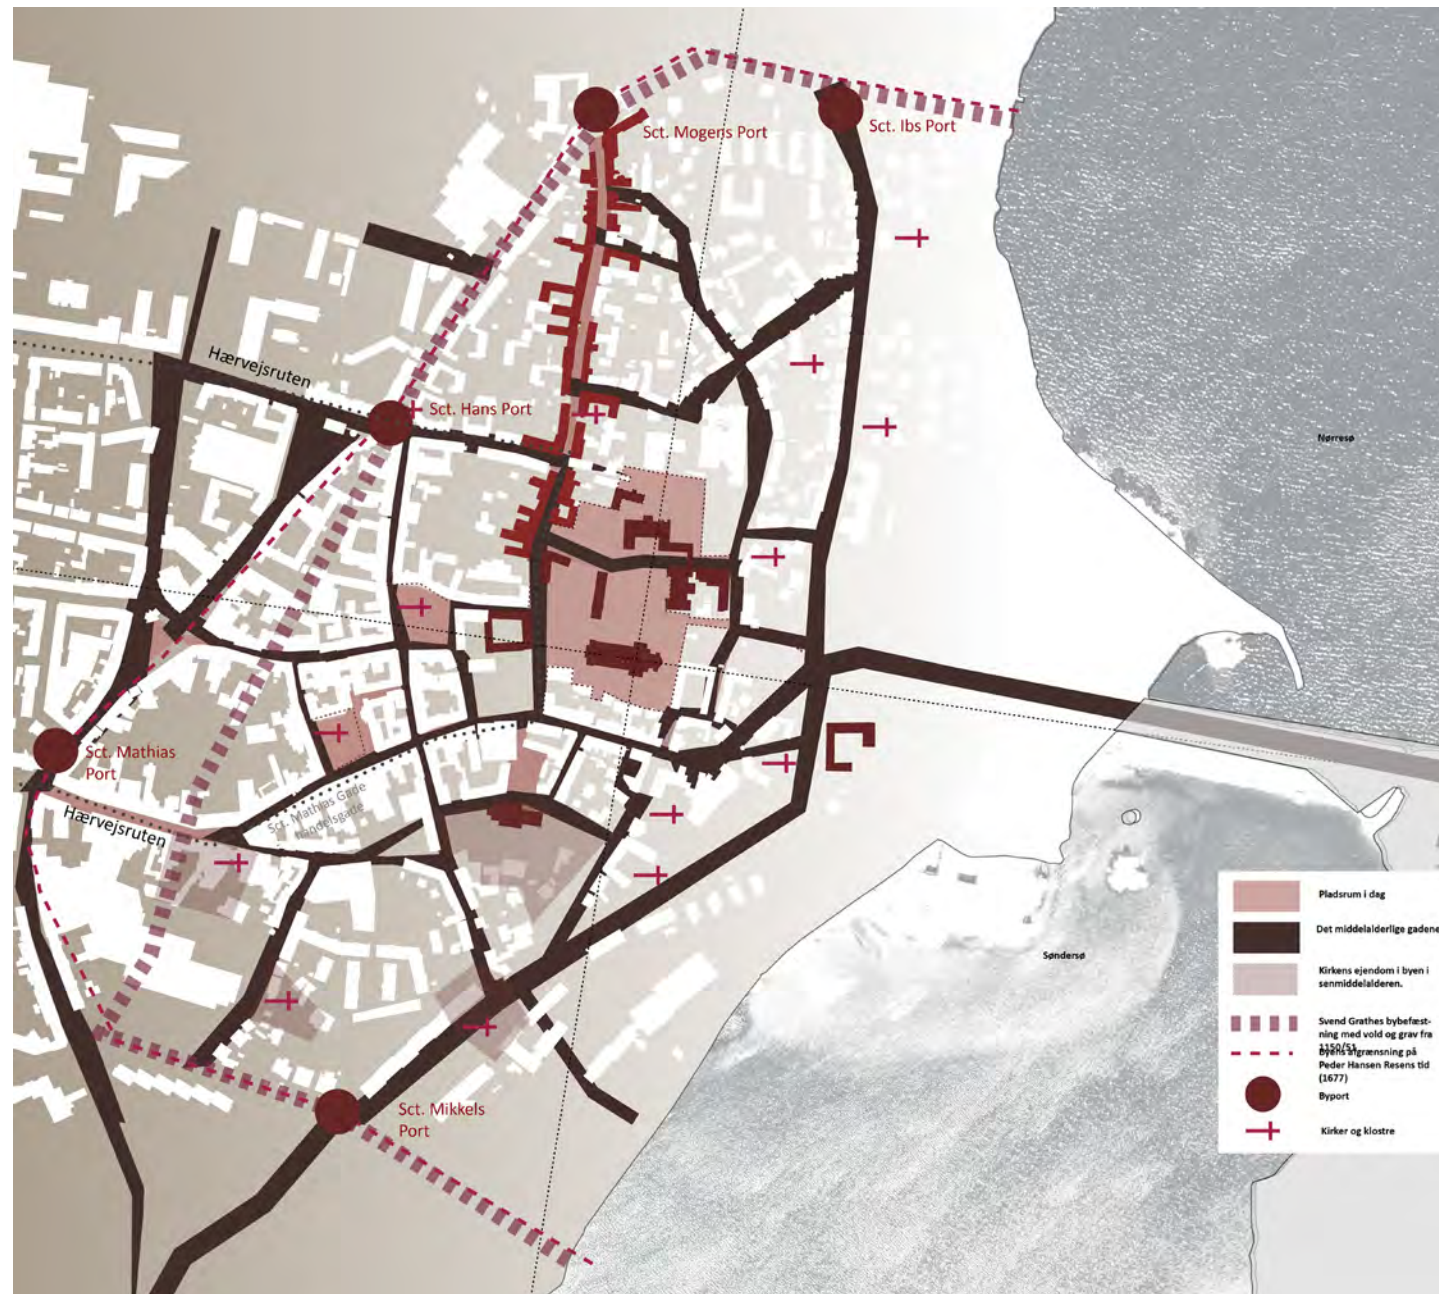 Sct. Mogens Port
Sct. Ibs Port
Hærvejsruten
Sct. Hans Port
Nørresø
Sct. Mathias
Port
Hærvejsruten
Sct. Mathias Gade
handelsgade
Søndersø
Sct. Mikkels
Port
Pladsrum i dag
Det middelalderlige gadene
Kirkens ejendom i byen i
senmiddelalderen.
Svend Grathes bybefæst-
ning med vold og grav fra
1150/51
Byens afgrænsning på
Peder Hansen Resens tid
(1677)
Byport
Kirker og klostre